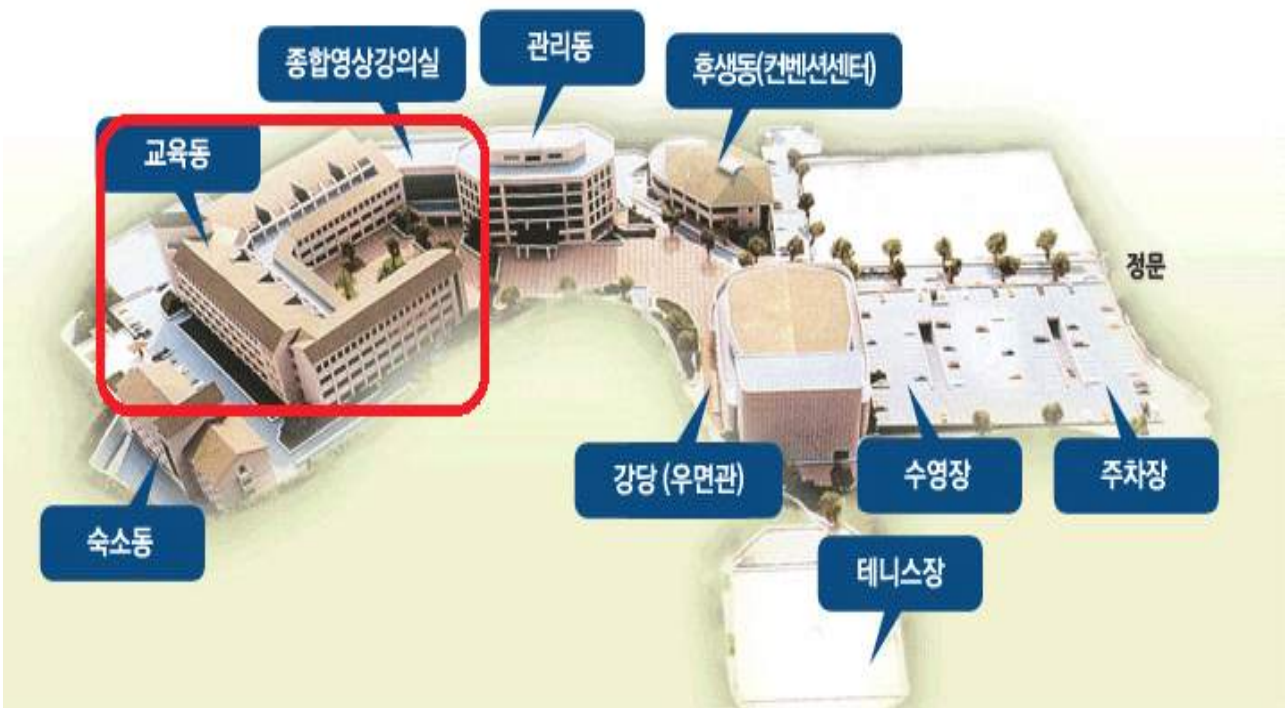 관리동
종합영상강의실
후생동(컨벤션센터)
교육동
정문
강당 (우면관)
수영장
주차장
숙소동
테니스장